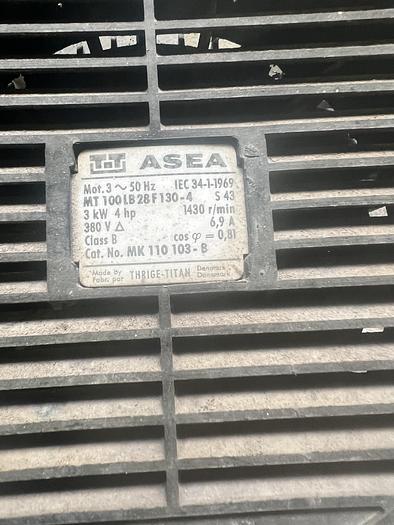 TT ASEA
Mot. 3 ~ 50 Hz IEC 34-1-1969
MT 100 LB 28 F 130-4 S 43
3 kW 4 hp 1430 r/min
380 V Δ 6,9 A
Class B cos φ = 0,81
Cat. No. MK 110 103-B
Made by Fabr. par THRIGE-TITAN Denmark Danemark